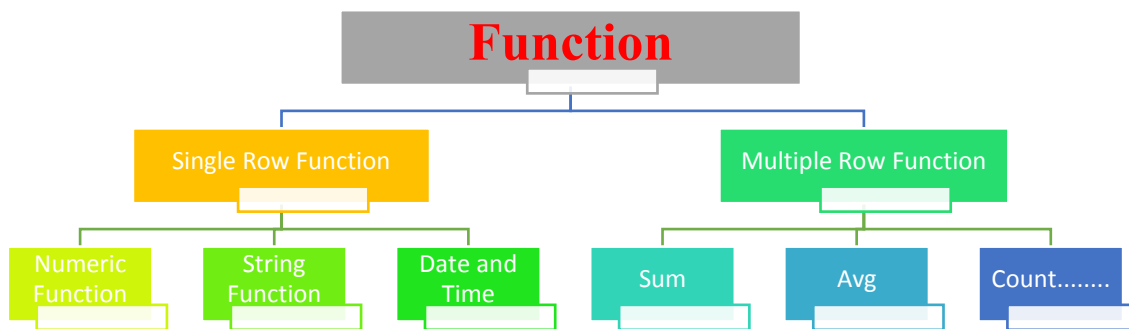 Function
Single Row Function
Multiple Row Function
Numeric
Function
String
Function
Date and
Time
Sum
Avg
Count........